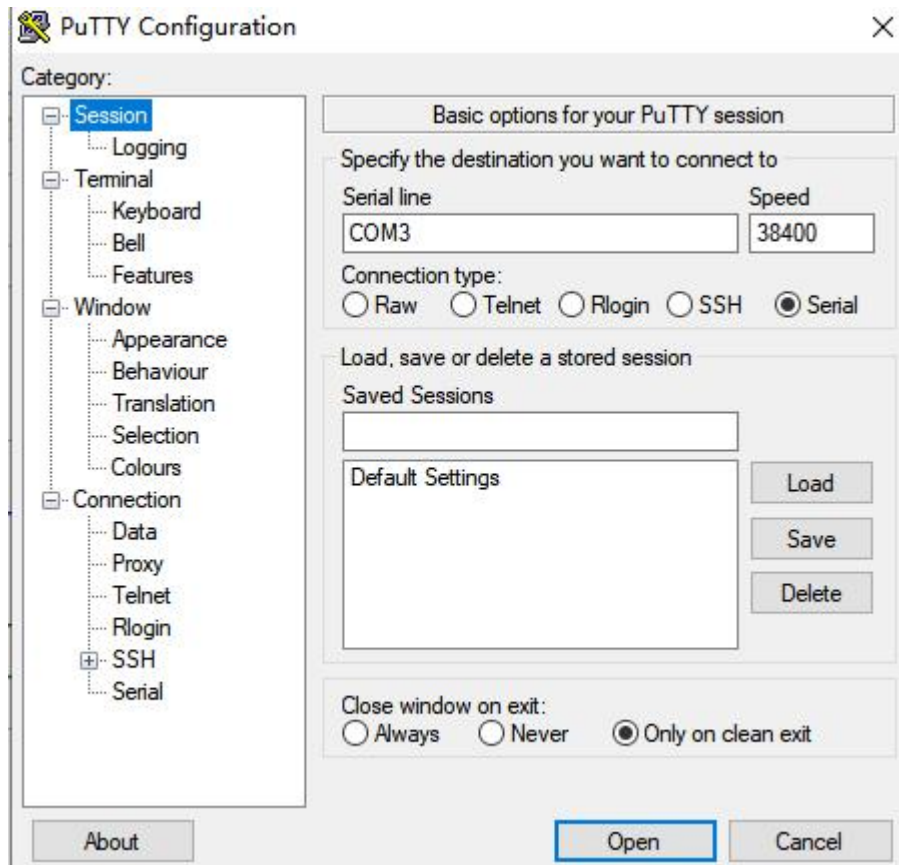 PuTTY Configuration
Category:
Session
Logging
Terminal
Keyboard
Bell
Features
Window
Appearance
Behaviour
Translation
Selection
Colours
Connection
Data
Proxy
Telnet
Rlogin
SSH
Serial
Basic options for your PuTTY session
Specify the destination you want to connect to
Serial line Speed
COM3 38400
Connection type:
Raw Telnet Rlogin SSH Serial
Load, save or delete a stored session
Saved Sessions
Default Settings
Load
Save
Delete
Close window on exit:
Always Never Only on clean exit
About Open Cancel